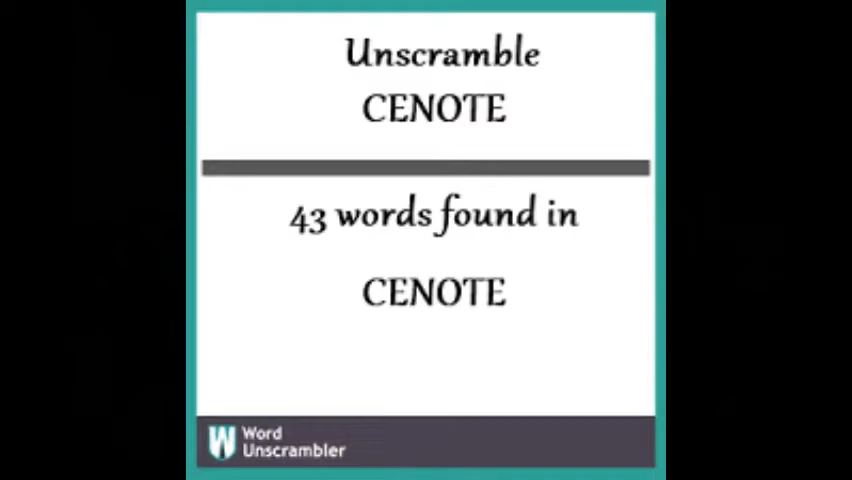 Unscramble
CENOTE
43 words found in
CENOTE
Word
Unscrambler